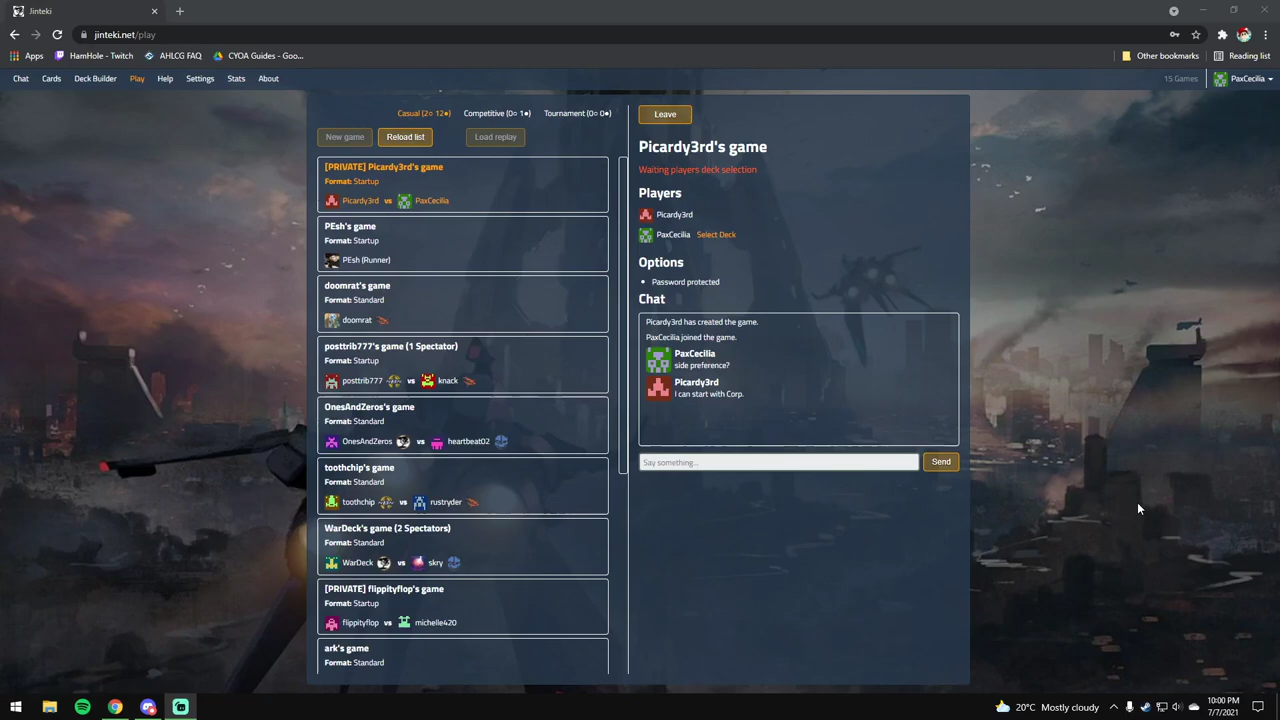 Jinteki
jinteki.net/play
Apps
HamHole - Twitch
AHLCG FAQ
CYOA Guides - Goo...
Other bookmarks
Reading list
Chat
Cards
Deck Builder
Play
Help
Settings
Stats
About
15 Games
PaxCecilia
Casual (2○ 12●)
Competitive (0○ 1●)
Tournament (0○ 0●)
New game
Reload list
Load replay
[PRIVATE] Picardy3rd's game
Format: Startup
Picardy3rd vs PaxCecilia
PEsh's game
Format: Startup
PEsh (Runner)
doomrat's game
Format: Standard
doomrat
posttrib777's game (1 Spectator)
Format: Startup
posttrib777 vs knack
OnesAndZeros's game
Format: Standard
OnesAndZeros vs heartbeat02
toothchip's game
Format: Standard
toothchip vs rustryder
WarDeck's game (2 Spectators)
Format: Standard
WarDeck vs skry
[PRIVATE] flippityflop's game
Format: Startup
flippityflop vs michelle420
ark's game
Format: Standard
Leave
Picardy3rd's game
Waiting players deck selection
Players
Picardy3rd
PaxCecilia Select Deck
Options
• Password protected
Chat
Picardy3rd has created the game.
PaxCecilia joined the game.
PaxCecilia
side preference?
Picardy3rd
I can start with Corp.
Say something...
Send
20°C Mostly cloudy
10:00 PM
7/7/2021